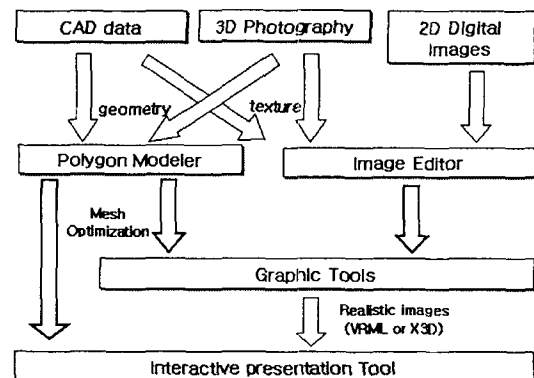 CAD data
3D Photography
2D Digital
Images
geometry
texture
Polygon Modeler
Image Editor
Mesh
Optimization
Graphic Tools
Realistic images
(VRML or X3D)
Interactive presentation Tool